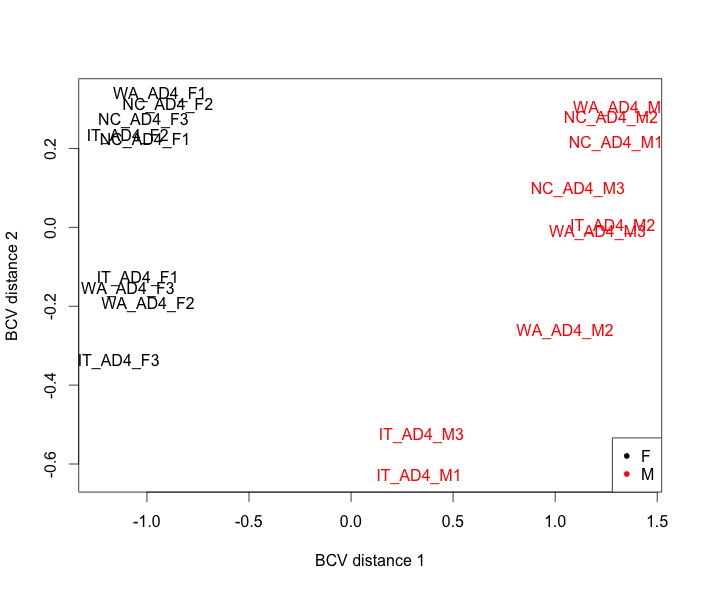 WA_AD4_F1
NC_AD4_F2
NC_AD4_F3
IT_AD4_F2
NC_AD4_F1
IT_AD4_F1
WA_AD4_F3
WA_AD4_F2
IT_AD4_F3
WA_AD4_M
NC_AD4_M2
NC_AD4_M1
NC_AD4_M3
IT_AD4_M2
WA_AD4_M3
WA_AD4_M2
IT_AD4_M3
IT_AD4_M1
F
M
0.2
0.0
-0.2
-0.4
-0.6
BCV distance 2
-1.0 -0.5 0.0 0.5 1.0 1.5
BCV distance 1